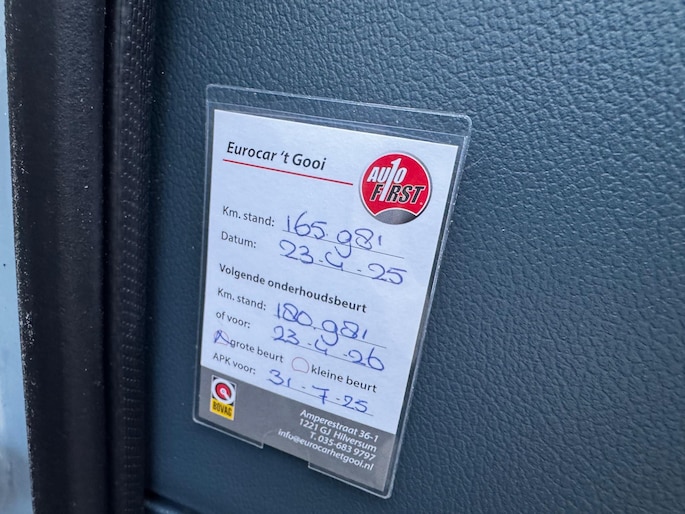 Eurocar 't Gooi
AUTO
F1RST
Km. stand: 165.981
Datum: 23-4-25
Volgende onderhoudsbeurt
Km. stand: 180.981
of voor: 23-4-26
grote beurt kleine beurt
APK voor: 31-7-25
BOVAG
Amperestraat 36-1
1221 GJ Hilversum
T. 035-683 9797
info@eurocarhetgooi.nl